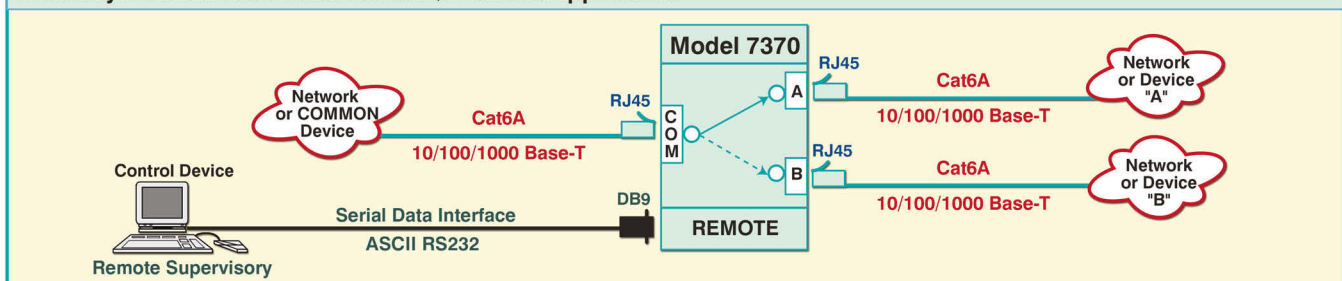 Model 7370
RJ45
Cat6A
10/100/1000 Base-T
Network
or Device
"A"
Network
or COMMON
Device
Cat6A
10/100/1000 Base-T
RJ45
COM
A
B
RJ45
Cat6A
10/100/1000 Base-T
Network
or Device
"B"
Control Device
Serial Data Interface
ASCII RS232
DB9
REMOTE
Remote Supervisory